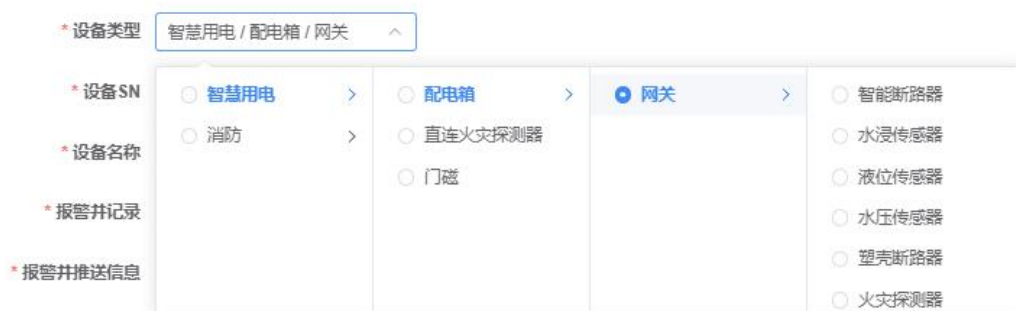 * 设备类型 智慧用电 / 配电箱 / 网关
* 设备SN 智慧用电 配电箱 网关 智能断路器
消防 直连火灾探测器 水浸传感器
* 设备名称
门磁 液位传感器
* 报警并记录 水压传感器
塑壳断路器
* 报警并推送信息
火灾探测器